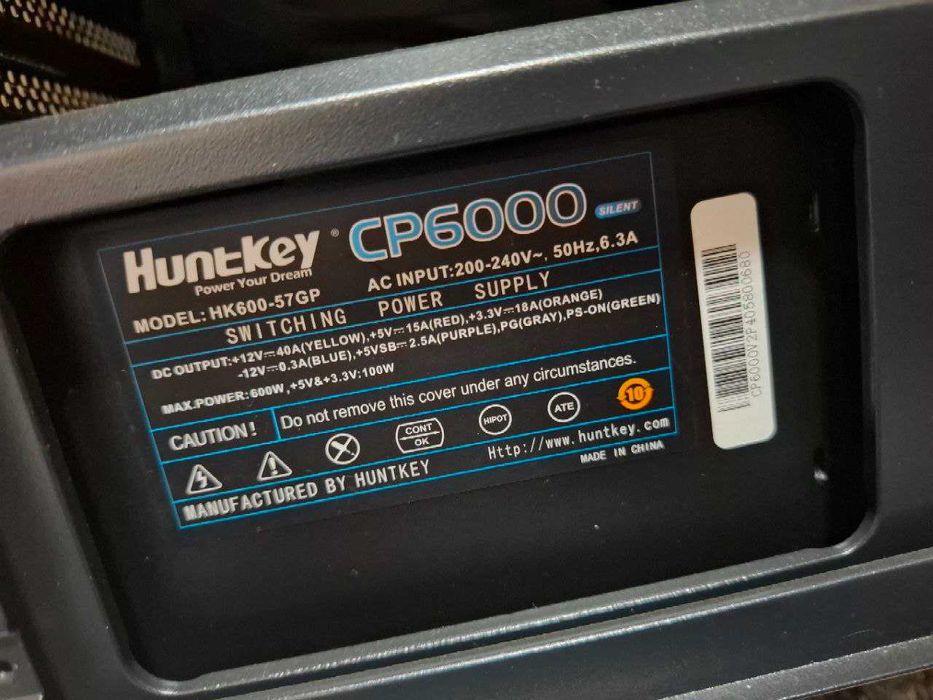 HUNTKEY ®
Power Your Dream
CP6000 SILENT
MODEL: HK600-57GP
AC INPUT:200-240V~, 50Hz,6.3A
SWITCHING POWER SUPPLY
DC OUTPUT:+12V⎓40A(YELLOW),+5V⎓15A(RED),+3.3V⎓18A(ORANGE)
-12V⎓0.3A(BLUE),+5VSB⎓2.5A(PURPLE),PG(GRAY),PS-ON(GREEN)
MAX.POWER:600W,+5V&+3.3V:100W
CAUTION! Do not remove this cover under any circumstances.
CONT OK
HIPOT
ATE
10
MANUFACTURED BY HUNTKEY
Http://www.huntkey.com
MADE IN CHINA
CP6000V2P405800680